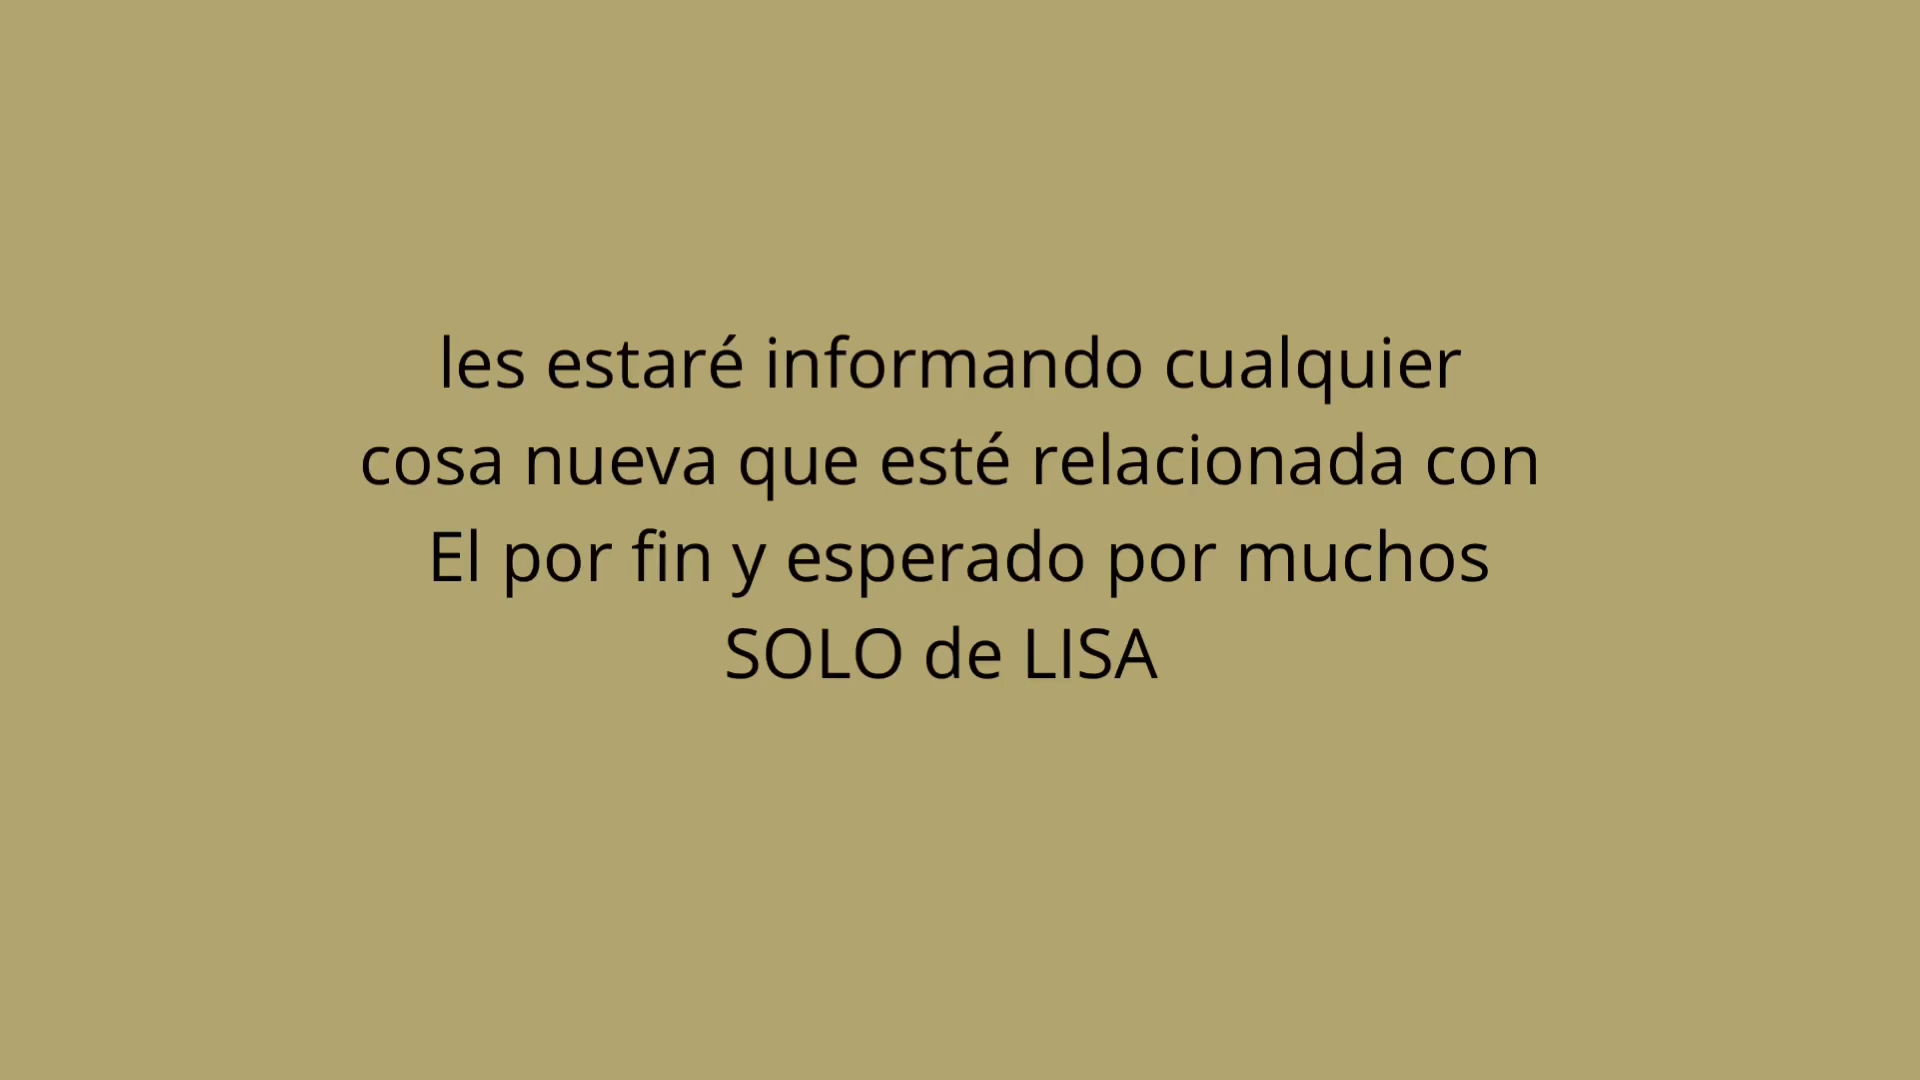 les estaré informando cualquier
cosa nueva que esté relacionada con
El por fin y esperado por muchos
SOLO de LISA